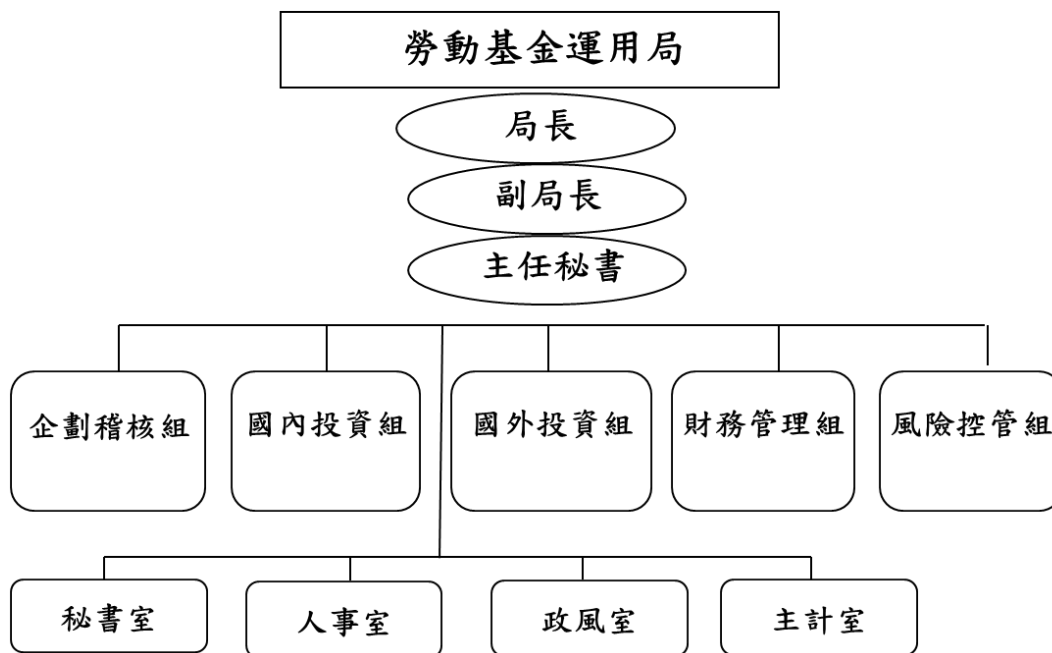 勞動基金運用局
局長
副局長
主任秘書
企劃稽核組
國內投資組
國外投資組
財務管理組
風險控管組
秘書室
人事室
政風室
主計室